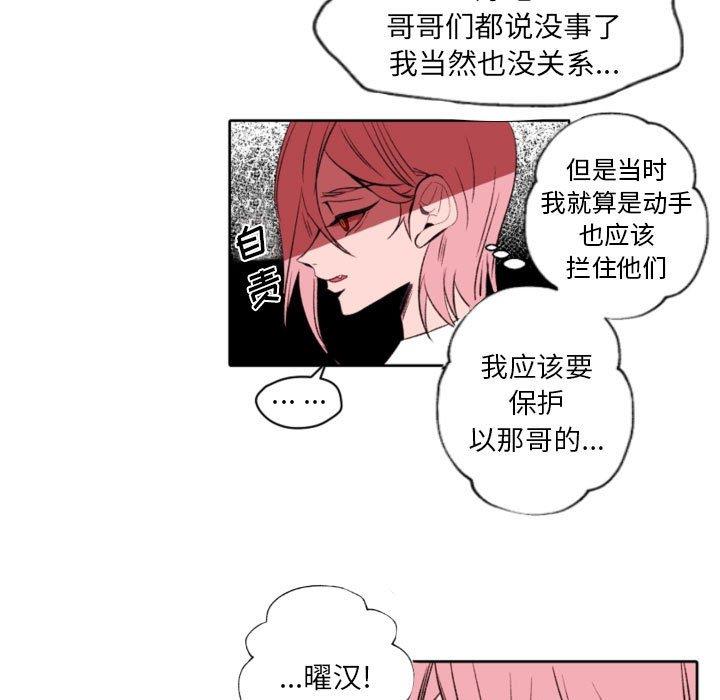 哥哥们都说没事了
我当然也没关系...
但是当时
我就算是动手
也应该
拦住他们
自责
... ...
我应该要
保护
以那哥的...
...曜汉!